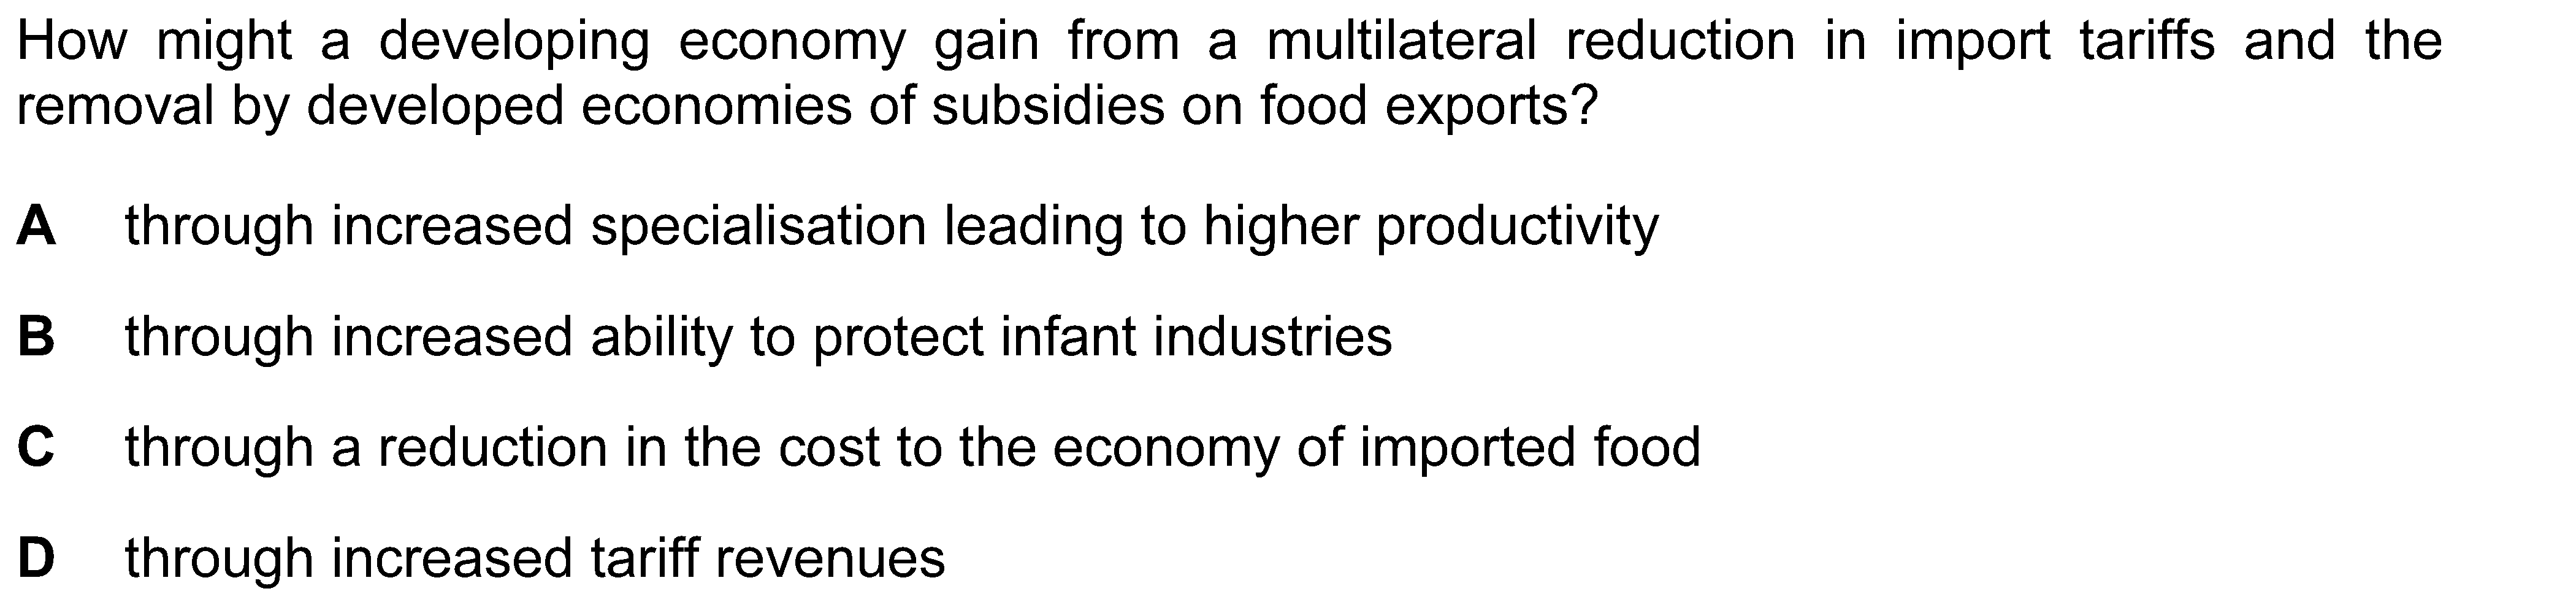 How might a developing economy gain from a multilateral reduction in import tariffs and the
removal by developed economies of subsidies on food exports?
A through increased specialisation leading to higher productivity
B through increased ability to protect infant industries
C through a reduction in the cost to the economy of imported food
D through increased tariff revenues